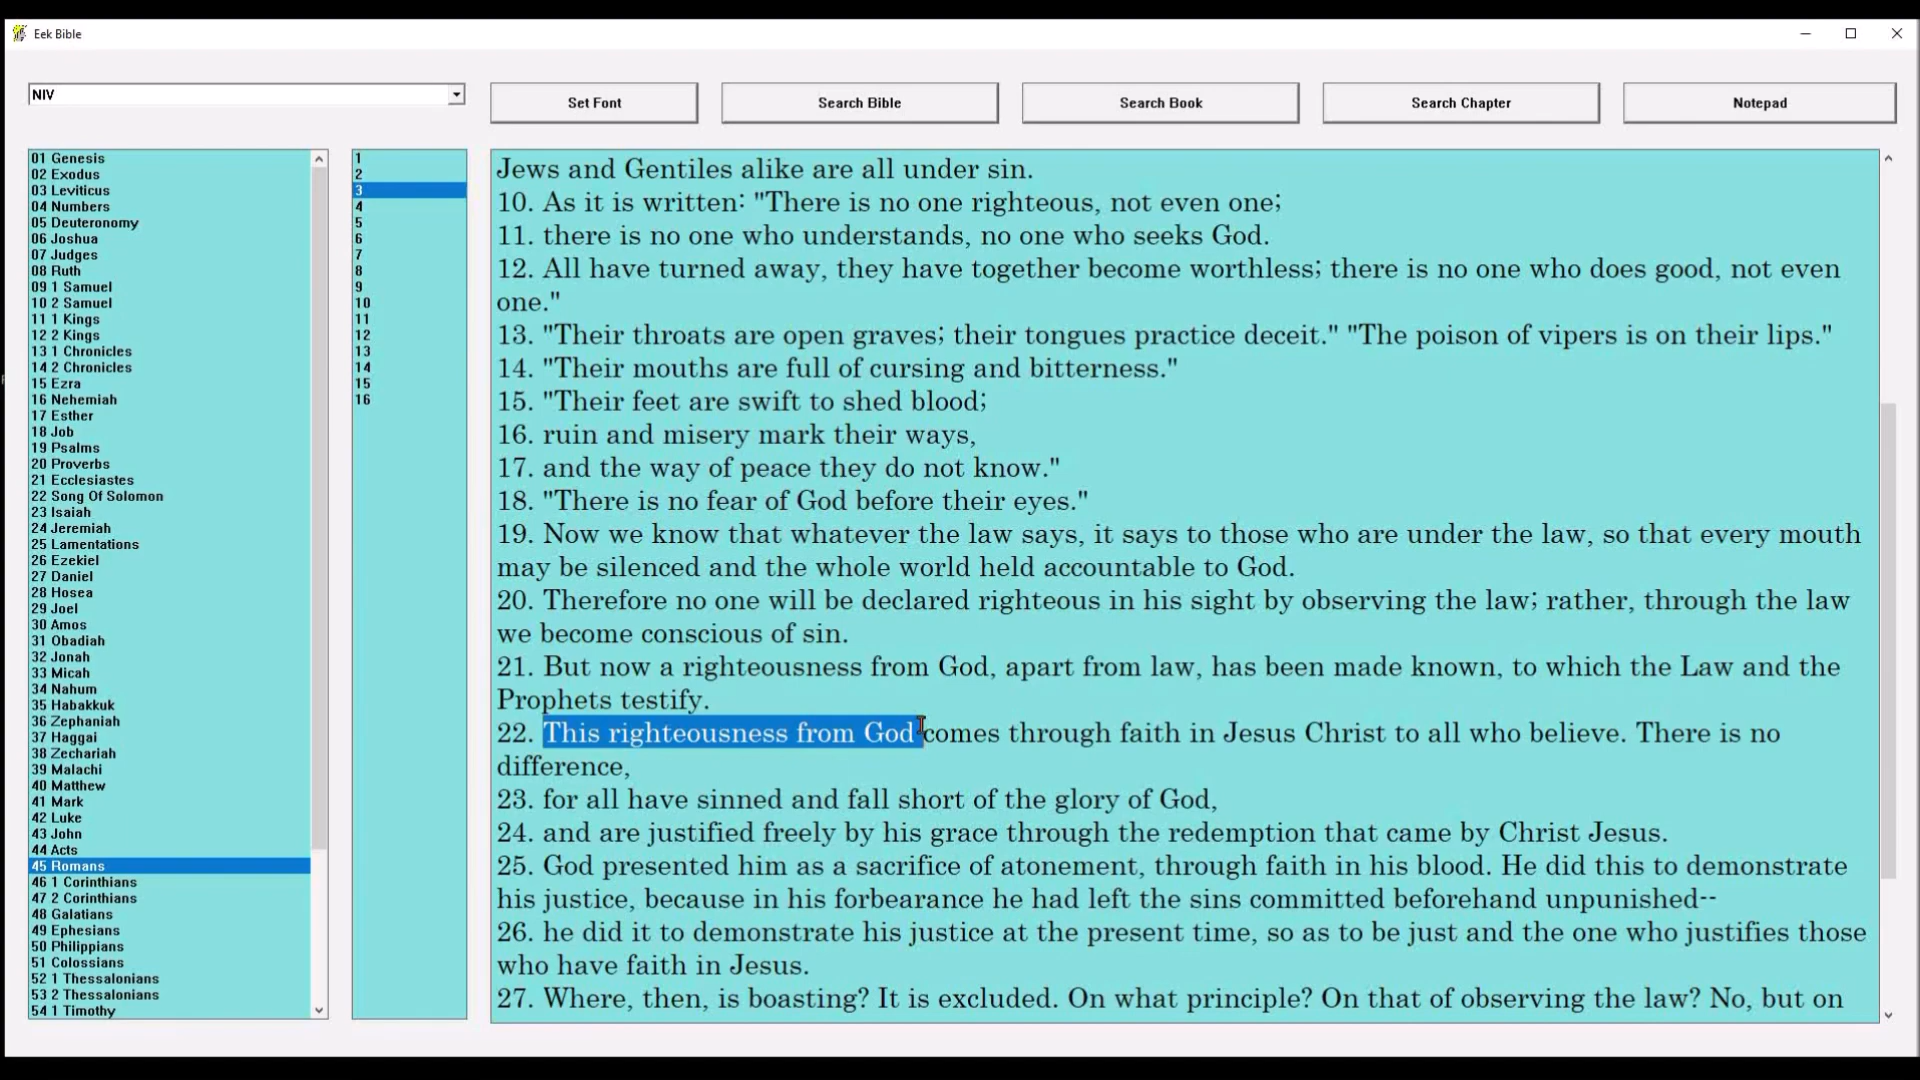 Eek Bible
NIV
Set Font
Search Bible
Search Book
Search Chapter
Notepad
01 Genesis
02 Exodus
03 Leviticus
04 Numbers
05 Deuteronomy
06 Joshua
07 Judges
08 Ruth
09 1 Samuel
10 2 Samuel
11 1 Kings
12 2 Kings
13 1 Chronicles
14 2 Chronicles
15 Ezra
16 Nehemiah
17 Esther
18 Job
19 Psalms
20 Proverbs
21 Ecclesiastes
22 Song Of Solomon
23 Isaiah
24 Jeremiah
25 Lamentations
26 Ezekiel
27 Daniel
28 Hosea
29 Joel
30 Amos
31 Obadiah
32 Jonah
33 Micah
34 Nahum
35 Habakkuk
36 Zephaniah
37 Haggai
38 Zechariah
39 Malachi
40 Matthew
41 Mark
42 Luke
43 John
44 Acts
45 Romans
46 1 Corinthians
47 2 Corinthians
48 Galatians
49 Ephesians
50 Philippians
51 Colossians
52 1 Thessalonians
53 2 Thessalonians
54 1 Timothy
1
2
3
4
5
6
7
8
9
10
11
12
13
14
15
16
Jews and Gentiles alike are all under sin.
10. As it is written: "There is no one righteous, not even one;
11. there is no one who understands, no one who seeks God.
12. All have turned away, they have together become worthless; there is no one who does good, not even
one."
13. "Their throats are open graves; their tongues practice deceit." "The poison of vipers is on their lips."
14. "Their mouths are full of cursing and bitterness."
15. "Their feet are swift to shed blood;
16. ruin and misery mark their ways,
17. and the way of peace they do not know."
18. "There is no fear of God before their eyes."
19. Now we know that whatever the law says, it says to those who are under the law, so that every mouth
may be silenced and the whole world held accountable to God.
20. Therefore no one will be declared righteous in his sight by observing the law; rather, through the law
we become conscious of sin.
21. But now a righteousness from God, apart from law, has been made known, to which the Law and the
Prophets testify.
22. This righteousness from God comes through faith in Jesus Christ to all who believe. There is no
difference,
23. for all have sinned and fall short of the glory of God,
24. and are justified freely by his grace through the redemption that came by Christ Jesus.
25. God presented him as a sacrifice of atonement, through faith in his blood. He did this to demonstrate
his justice, because in his forbearance he had left the sins committed beforehand unpunished--
26. he did it to demonstrate his justice at the present time, so as to be just and the one who justifies those
who have faith in Jesus.
27. Where, then, is boasting? It is excluded. On what principle? On that of observing the law? No, but on